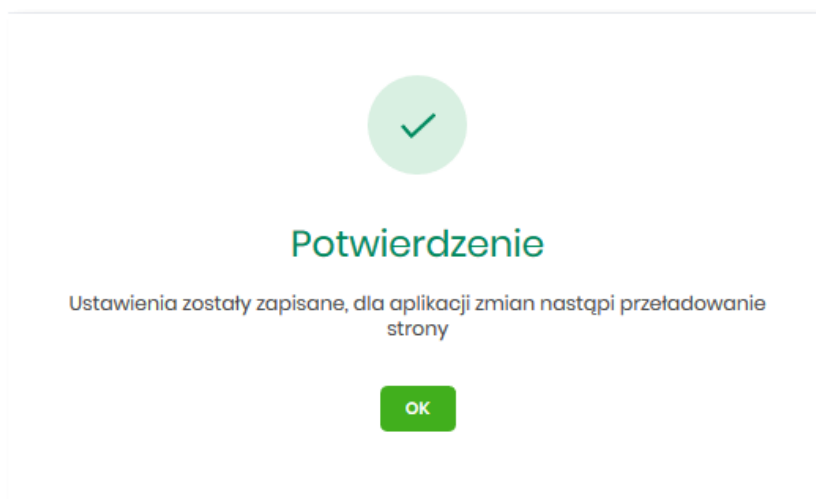 Potwierdzenie
Ustawienia zostały zapisane, dla aplikacji zmian nastąpi przeładowanie
strony
OK